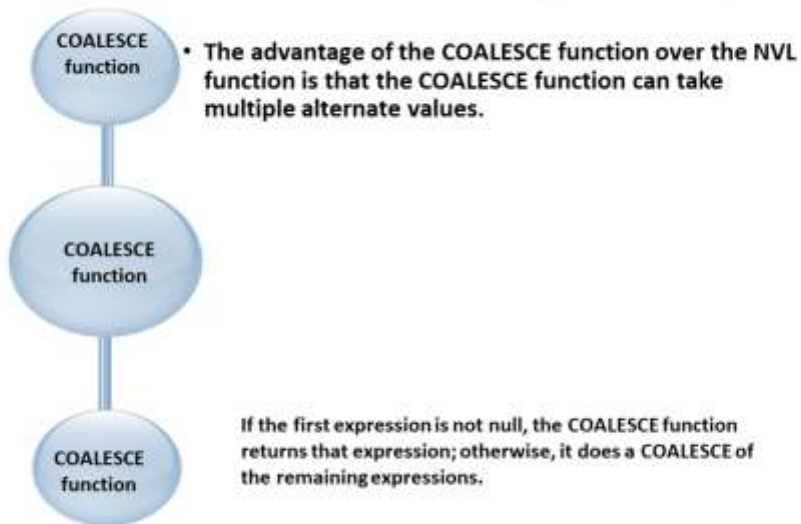 COALESCE
function
• The advantage of the COALESCE function over the NVL
function is that the COALESCE function can take
multiple alternate values.
COALESCE
function
If the first expression is not null, the COALESCE function
returns that expression; otherwise, it does a COALESCE of
the remaining expressions.
COALESCE
function